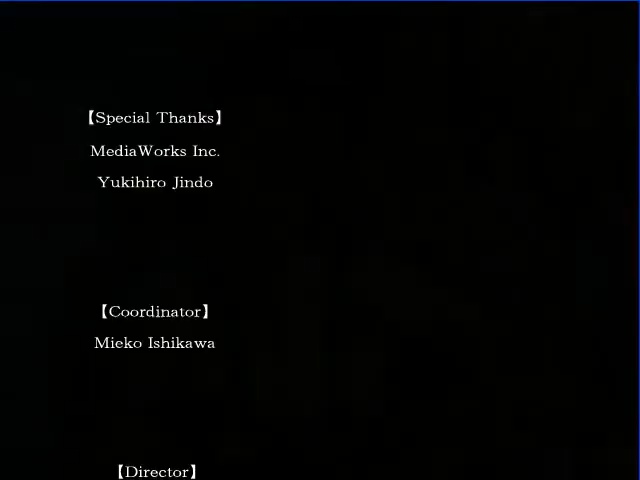 【Special Thanks】
MediaWorks Inc.
Yukihiro Jindo
【Coordinator】
Mieko Ishikawa
【Director】